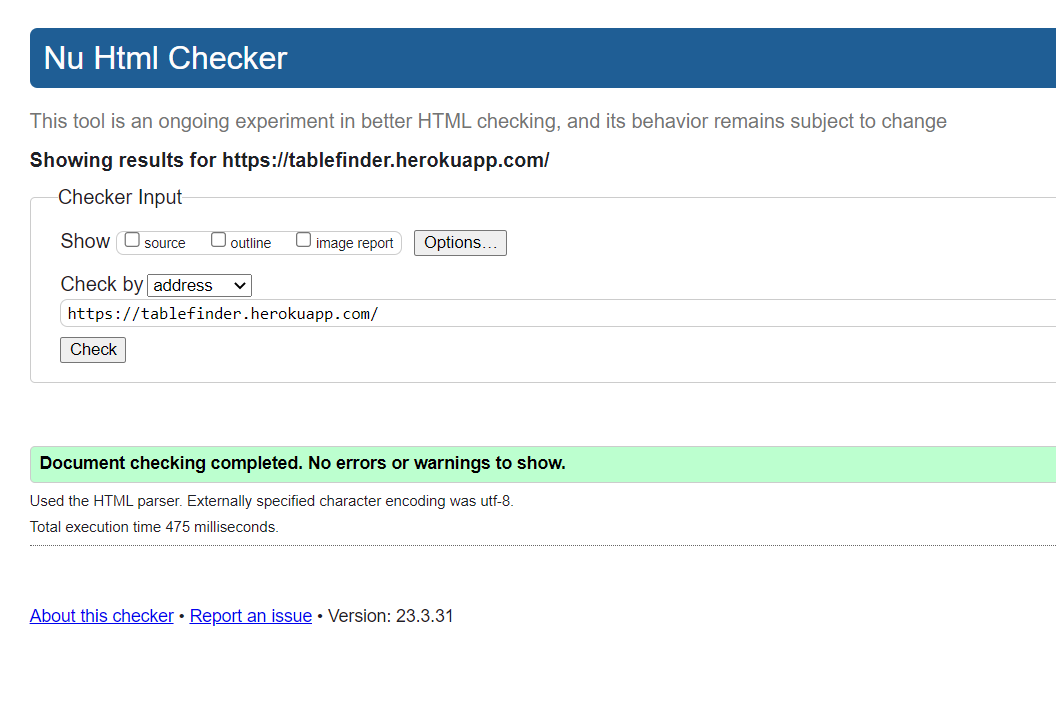 Nu Html Checker
This tool is an ongoing experiment in better HTML checking, and its behavior remains subject to change
Showing results for https://tablefinder.herokuapp.com/
Checker Input
Show source outline image report Options...
Check by address
https://tablefinder.herokuapp.com/
Check
Document checking completed. No errors or warnings to show.
Used the HTML parser. Externally specified character encoding was utf-8.
Total execution time 475 milliseconds.
About this checker • Report an issue • Version: 23.3.31